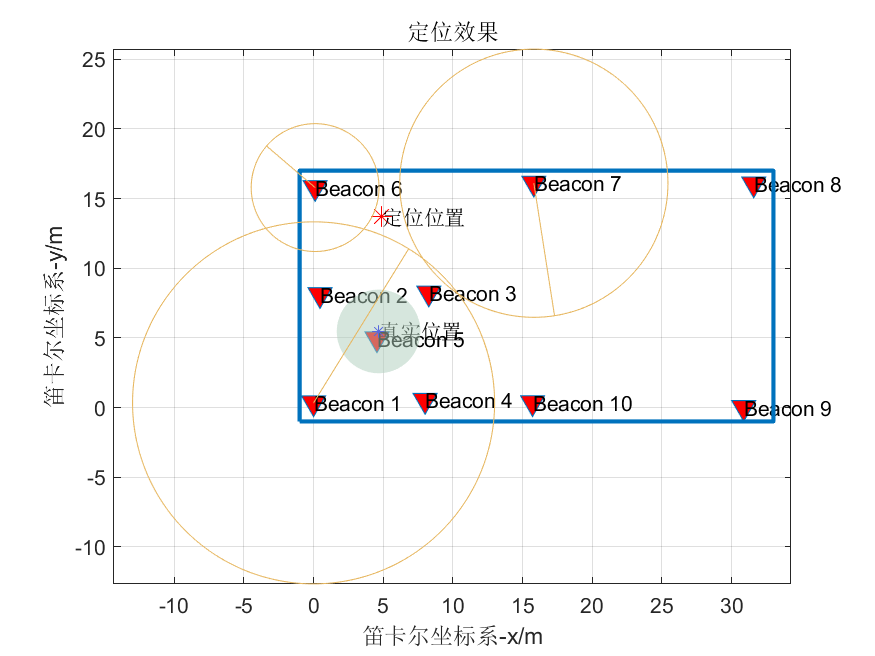 定位效果
25
20
15
10
5
0
-5
-10
Beacon 6
Beacon 7
Beacon 8
定位位置
Beacon 2
Beacon 3
真实位置
Beacon 5
Beacon 1
Beacon 4
Beacon 10
Beacon 9
-10 -5 0 5 10 15 20 25 30
笛卡尔坐标系-x/m
笛卡尔坐标系-y/m